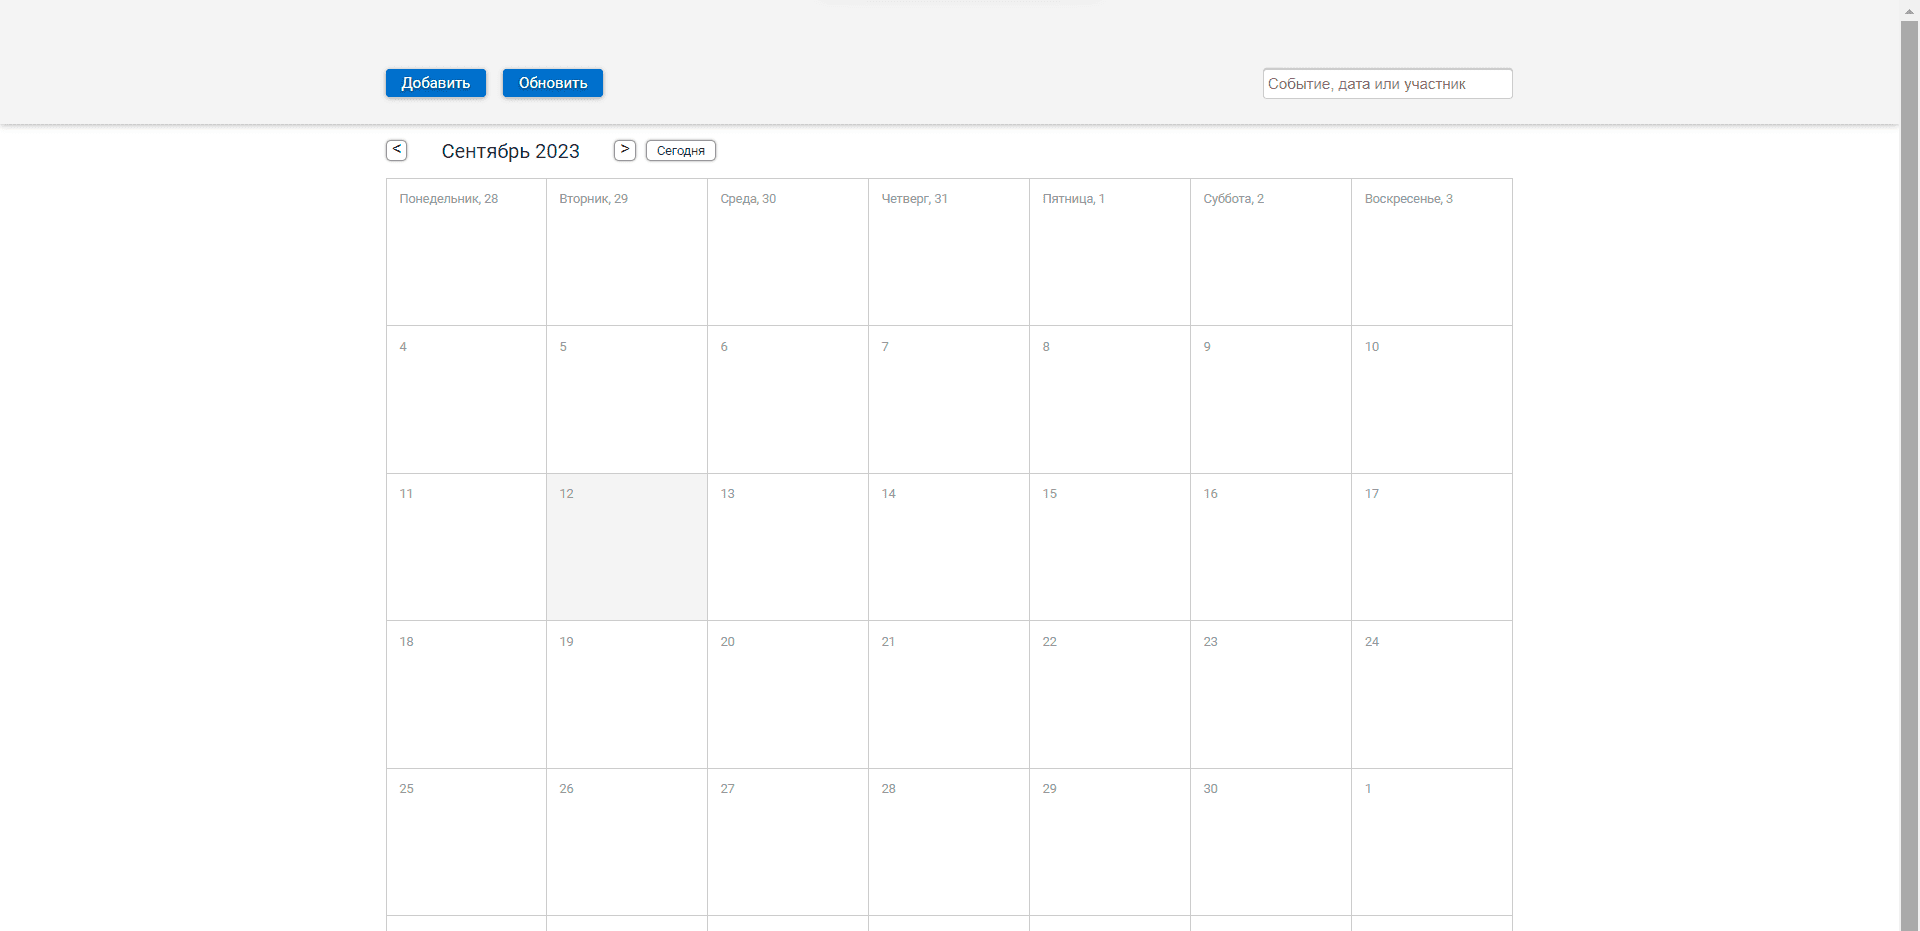 Добавить Обновить Событие, дата или участник
< Сентябрь 2023 > Сегодня
Понедельник, 28 Вторник, 29 Среда, 30 Четверг, 31 Пятница, 1 Суббота, 2 Воскресенье, 3
4 5 6 7 8 9 10
11 12 13 14 15 16 17
18 19 20 21 22 23 24
25 26 27 28 29 30 1